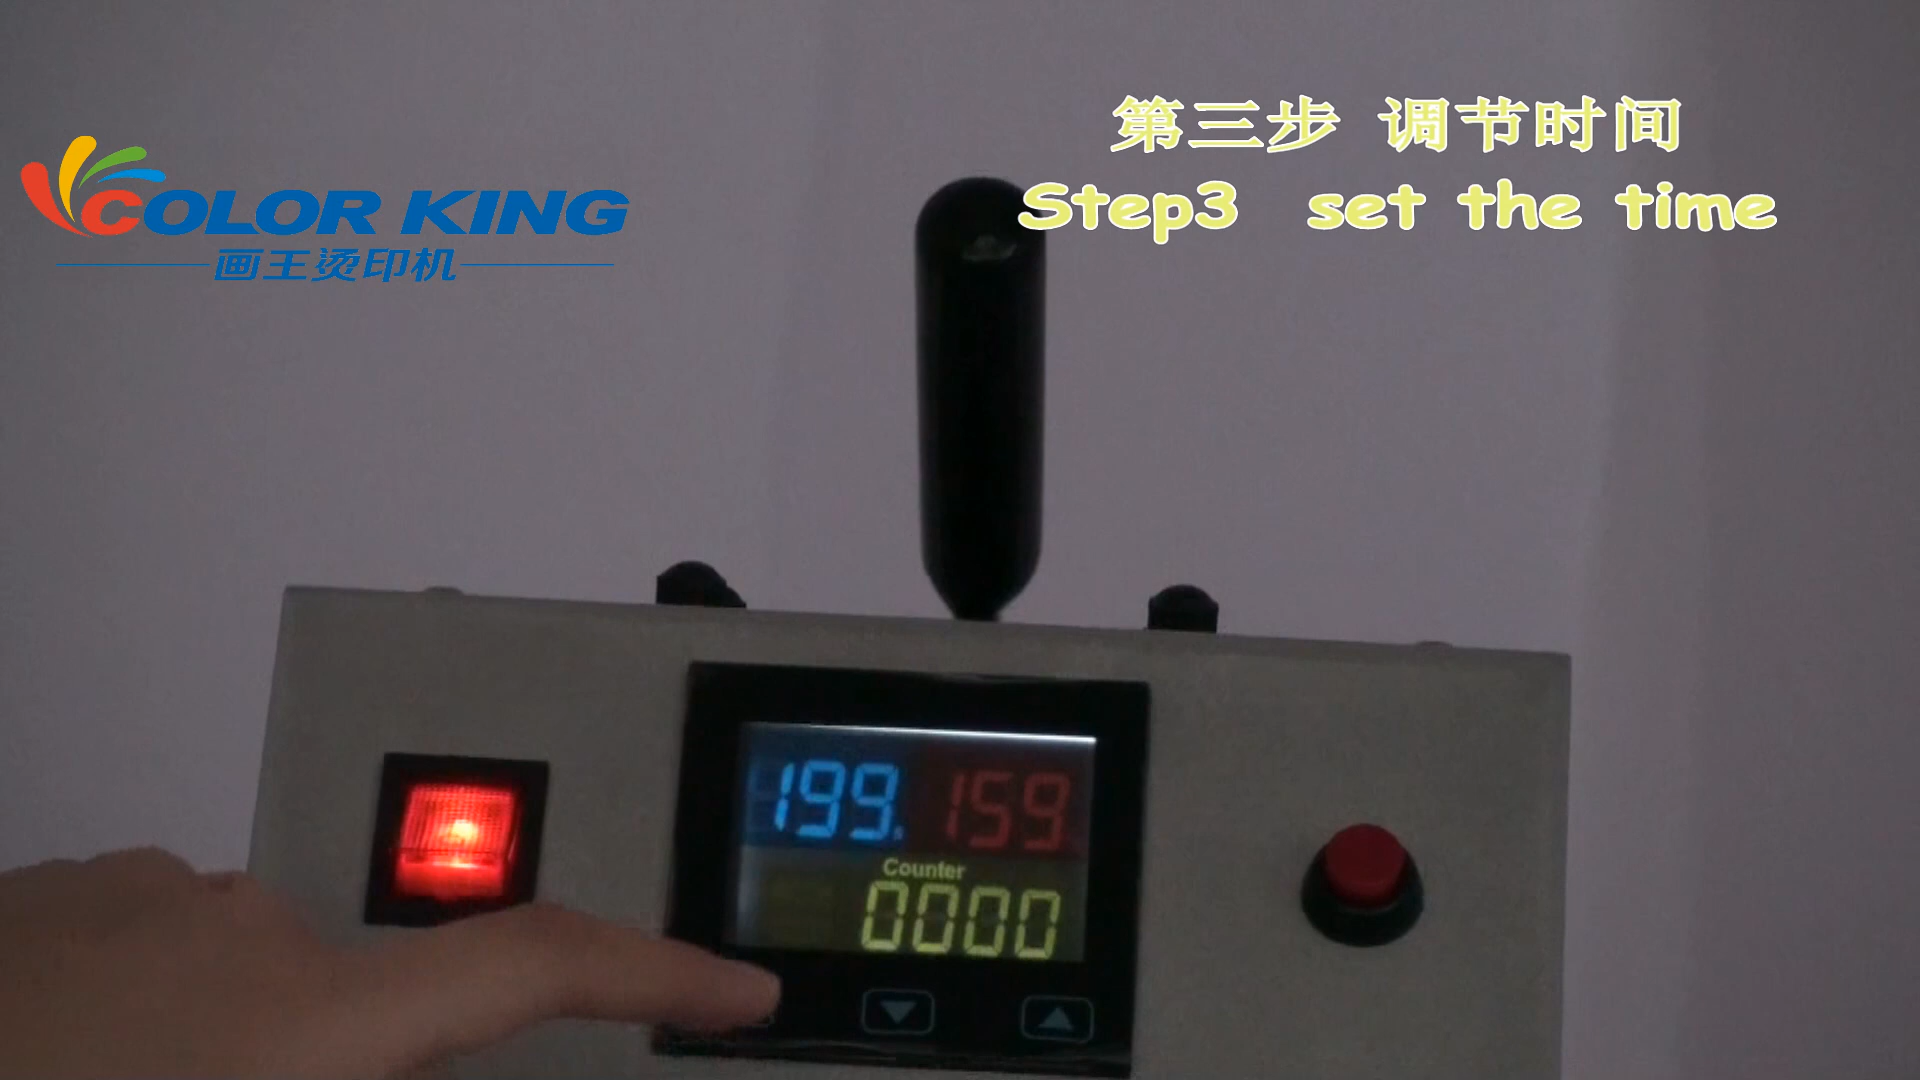 COLOR KING
画王烫印机
第三步 调节时间
Step3 set the time
199
159
Counter
0000